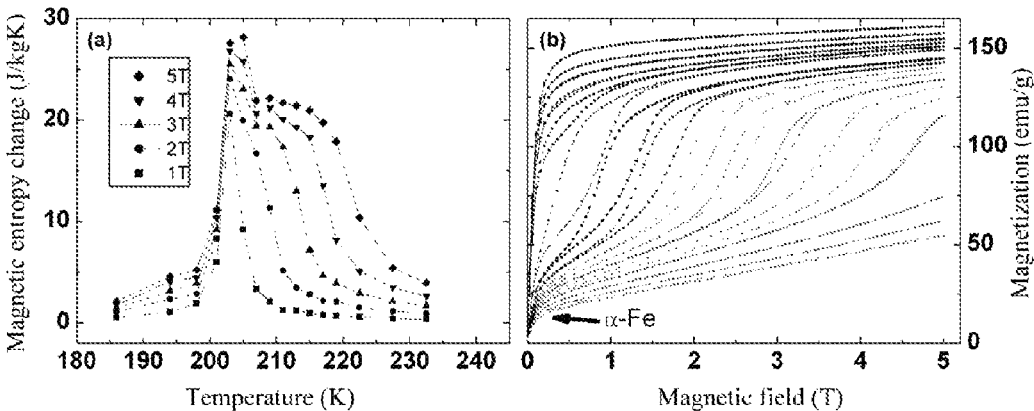 (a)
5T
4T
3T
2T
1T
Magnetic entropy change (J/kgK)
30
20
10
0
180 190 200 210 220 230 240
Temperature (K)
(b)
α-Fe
0 1 2 3 4 5
Magnetic field (T)
150
100
50
0
Magnetization (emu/g)